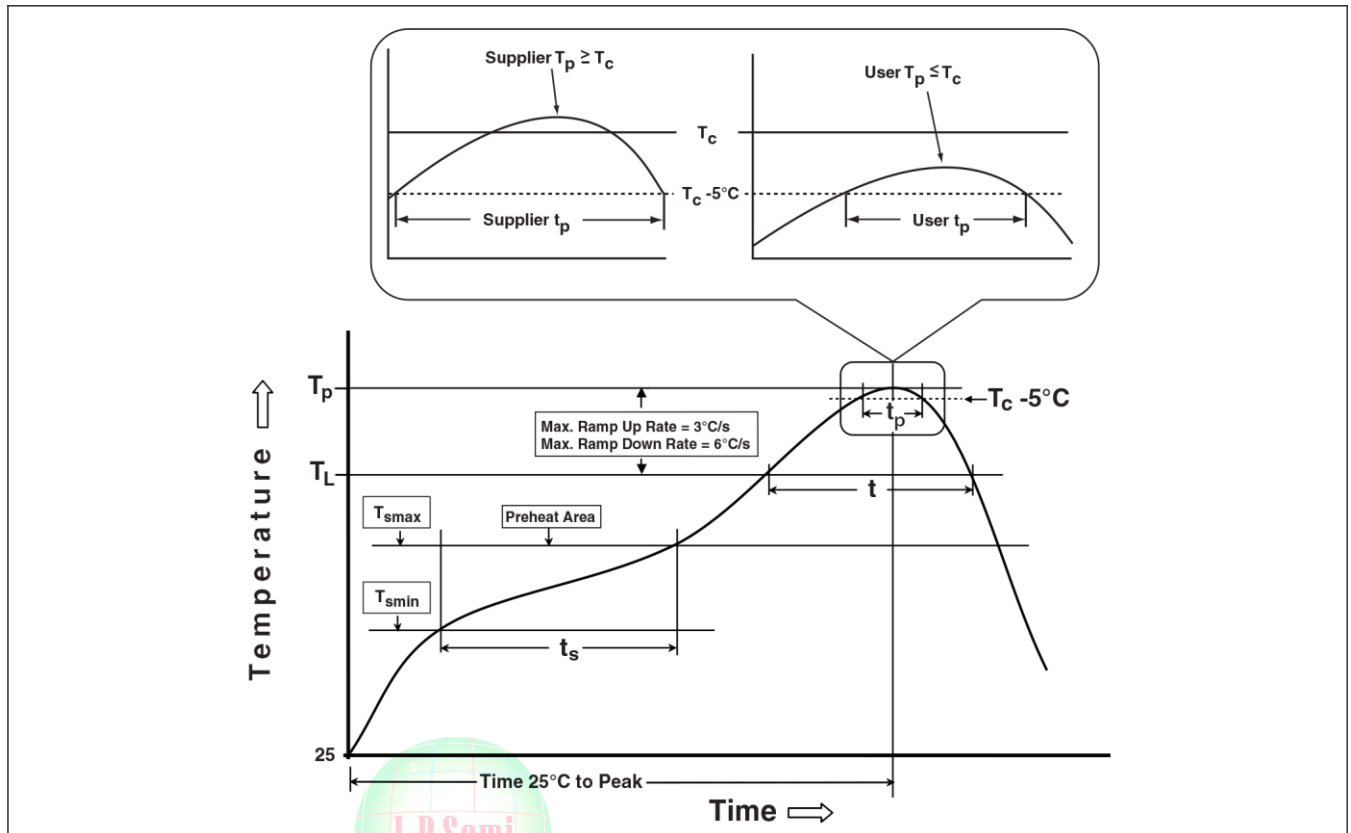 Supplier Tp ≥ Tc
User Tp ≤ Tc
Tc
Tc -5°C
Supplier tp
User tp
Tp
Tc -5°C
tp
Max. Ramp Up Rate = 3°C/s
Max. Ramp Down Rate = 6°C/s
TL
t
Tsmax
Preheat Area
Tsmin
ts
Temperature
25
Time 25°C to Peak
Time